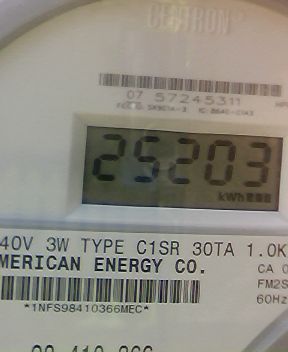 CENTRON
07 57245311
25203
kWh
40V 3W TYPE C1SR 30TA 1.0K
MERICAN ENERGY CO.
CA 0
FM2S
60Hz
*1NFS98410366MEC*